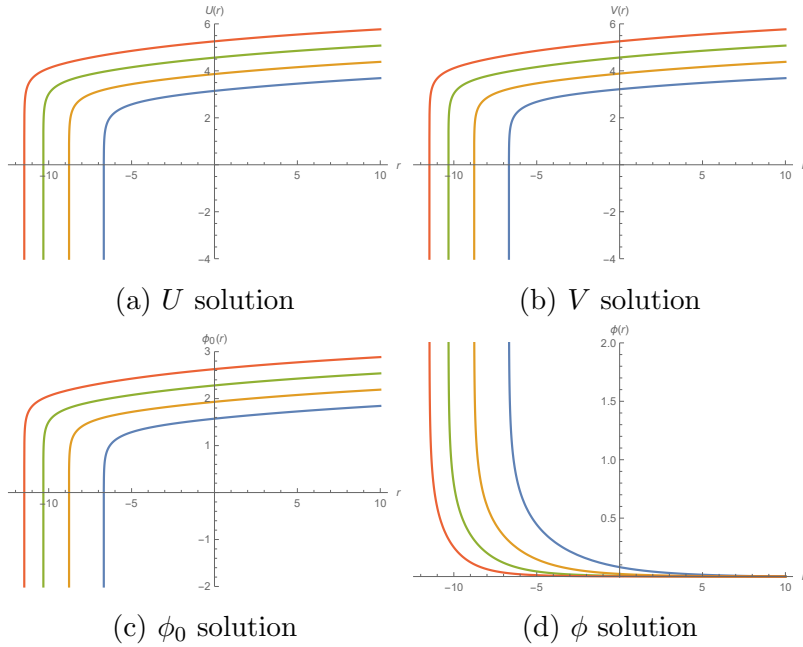 U(r)
6
4
2
−10 −5 5 10 r
−2
−4
(a) U solution
V(r)
6
4
2
−10 −5 5 10
−2
−4
(b) V solution
ϕ₀(r)
3
2
1
−10 −5 5 10 r
−1
−2
(c) ϕ₀ solution
ϕ(r)
2.0
1.5
1.0
0.5
−10 −5 5 10
(d) ϕ solution